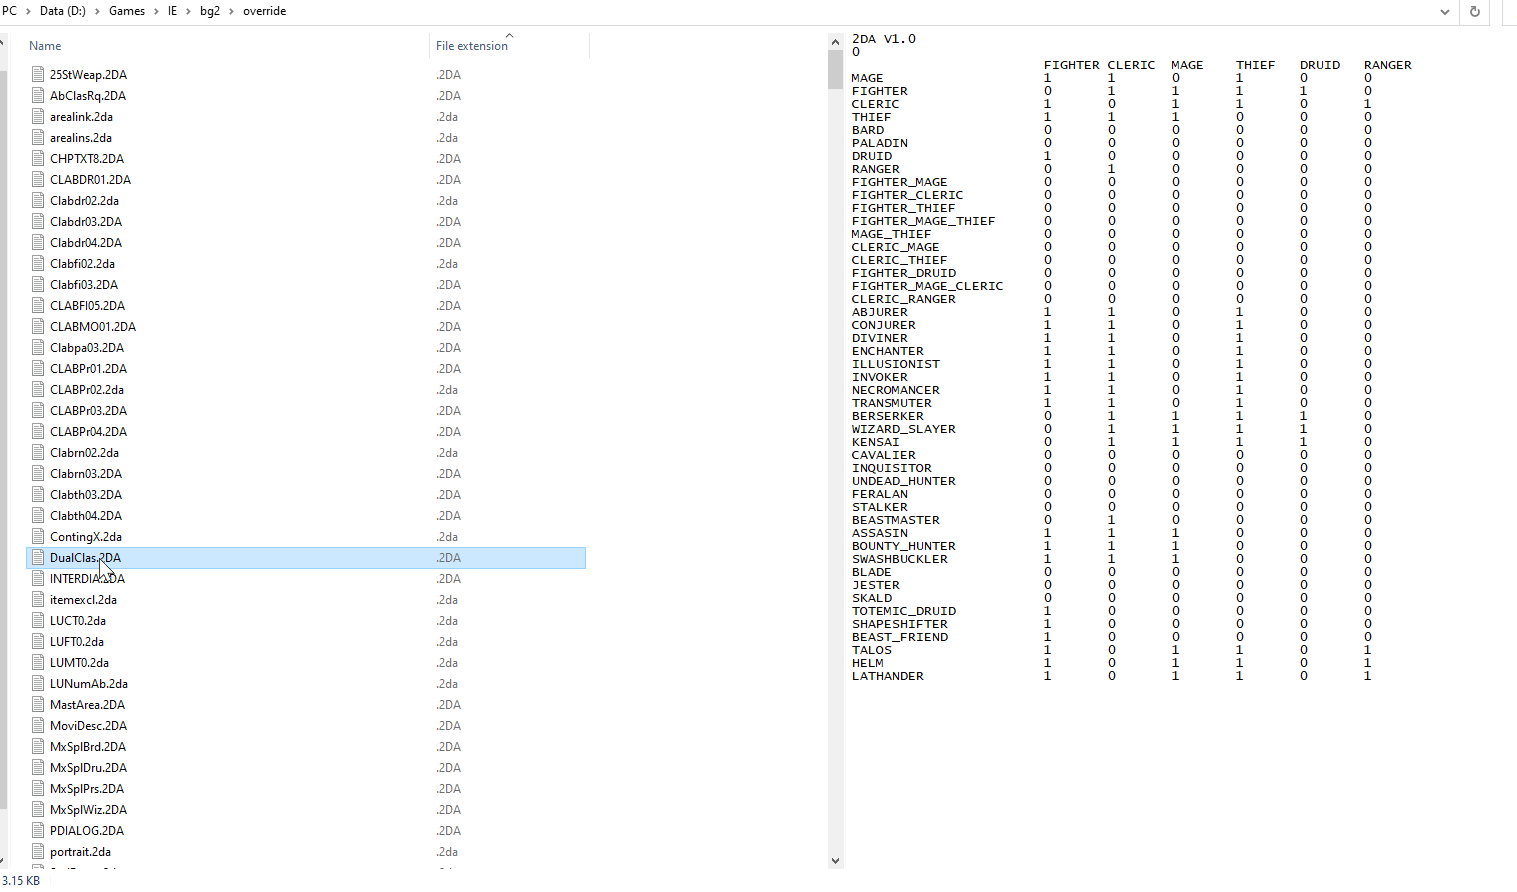 PC > Data (D:) > Games > IE > bg2 > override
Name File extension
25StWeap.2DA .2DA
AbClasRq.2DA .2DA
arealink.2da .2da
arealins.2da .2da
CHPTXT8.2DA .2DA
CLABDR01.2DA .2DA
Clabdr02.2da .2da
Clabdr03.2DA .2DA
Clabdr04.2DA .2DA
Clabfi02.2da .2da
Clabfi03.2DA .2DA
CLABFI05.2DA .2DA
CLABMO01.2DA .2DA
Clabpa03.2DA .2DA
CLABPr01.2DA .2DA
CLABPr02.2da .2da
CLABPr03.2DA .2DA
CLABPr04.2DA .2DA
Clabrn02.2da .2da
Clabrn03.2DA .2DA
Clabth03.2DA .2DA
Clabth04.2DA .2DA
ContingX.2da .2da
DualClas.2DA .2DA
INTERDIA.2DA .2DA
itemexcl.2da .2da
LUCT0.2da .2da
LUFT0.2da .2da
LUMT0.2da .2da
LUNumAb.2da .2da
MastArea.2DA .2DA
MoviDesc.2DA .2DA
MxSplBrd.2DA .2DA
MxSplDru.2DA .2DA
MxSplPrs.2DA .2DA
MxSplWiz.2DA .2DA
PDIALOG.2DA .2DA
portrait.2da .2da
3.15 KB
2DA V1.0
0
FIGHTER CLERIC MAGE THIEF DRUID RANGER
MAGE 1 1 0 1 0 0
FIGHTER 0 1 1 1 1 0
CLERIC 1 0 1 1 0 1
THIEF 1 1 1 0 0 0
BARD 0 0 0 0 0 0
PALADIN 0 0 0 0 0 0
DRUID 1 0 0 0 0 0
RANGER 0 1 0 0 0 0
FIGHTER_MAGE 0 0 0 0 0 0
FIGHTER_CLERIC 0 0 0 0 0 0
FIGHTER_THIEF 0 0 0 0 0 0
FIGHTER_MAGE_THIEF 0 0 0 0 0 0
MAGE_THIEF 0 0 0 0 0 0
CLERIC_MAGE 0 0 0 0 0 0
CLERIC_THIEF 0 0 0 0 0 0
FIGHTER_DRUID 0 0 0 0 0 0
FIGHTER_MAGE_CLERIC 0 0 0 0 0 0
CLERIC_RANGER 0 0 0 0 0 0
ABJURER 1 1 0 1 0 0
CONJURER 1 1 0 1 0 0
DIVINER 1 1 0 1 0 0
ENCHANTER 1 1 0 1 0 0
ILLUSIONIST 1 1 0 1 0 0
INVOKER 1 1 0 1 0 0
NECROMANCER 1 1 0 1 0 0
TRANSMUTER 1 1 0 1 0 0
BERSERKER 0 1 1 1 1 0
WIZARD_SLAYER 0 1 1 1 1 0
KENSAI 0 1 1 1 1 0
CAVALIER 0 0 0 0 0 0
INQUISITOR 0 0 0 0 0 0
UNDEAD_HUNTER 0 0 0 0 0 0
FERALAN 0 0 0 0 0 0
STALKER 0 0 0 0 0 0
BEASTMASTER 0 1 0 0 0 0
ASSASIN 1 1 1 0 0 0
BOUNTY_HUNTER 1 1 1 0 0 0
SWASHBUCKLER 1 1 1 0 0 0
BLADE 0 0 0 0 0 0
JESTER 0 0 0 0 0 0
SKALD 0 0 0 0 0 0
TOTEMIC_DRUID 1 0 0 0 0 0
SHAPESHIFTER 1 0 0 0 0 0
BEAST_FRIEND 1 0 0 0 0 0
TALOS 1 0 1 1 0 1
HELM 1 0 1 1 0 1
LATHANDER 1 0 1 1 0 1